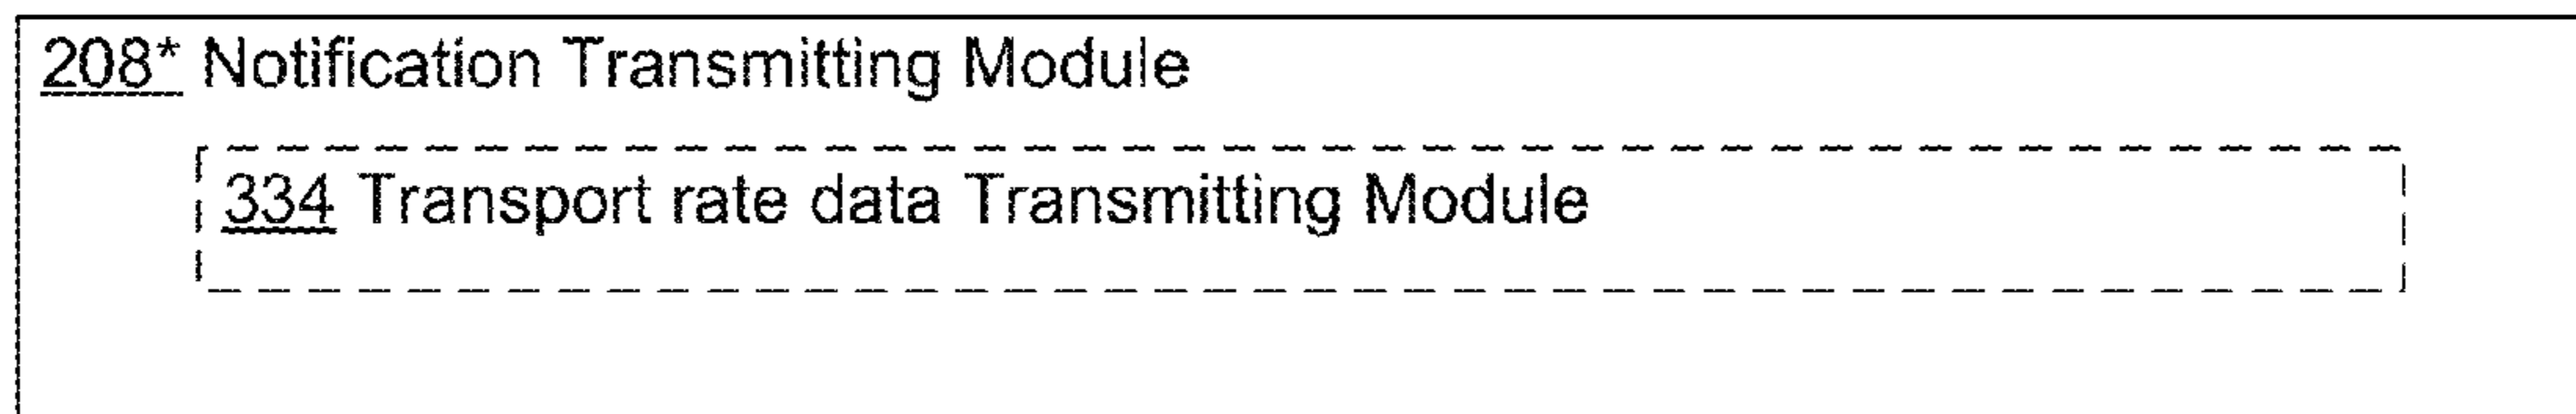 208* Notification Transmitting Module
334 Transport rate data Transmitting Module